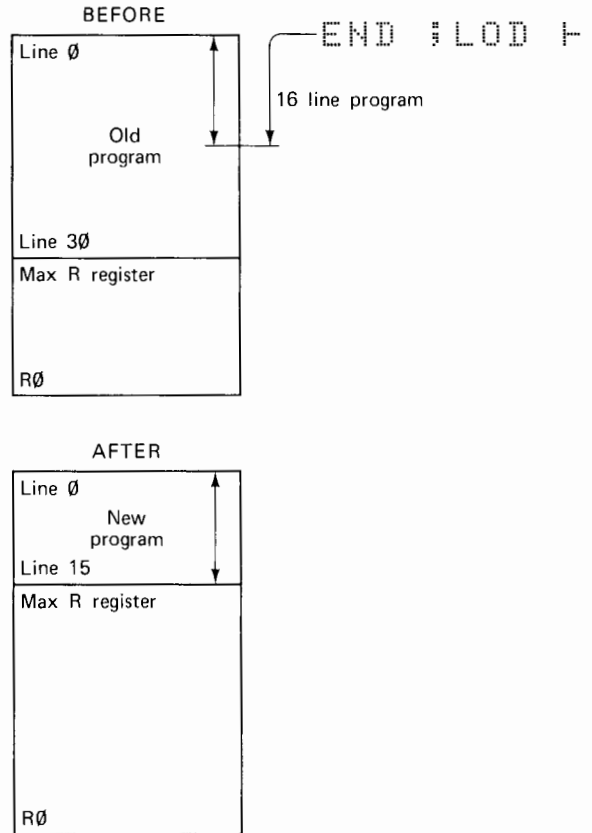 BEFORE
END ;LOD ⊢
Line Ø
16 line program
Old
program
Line 3Ø
Max R register
RØ
AFTER
Line Ø
New
program
Line 15
Max R register
RØ